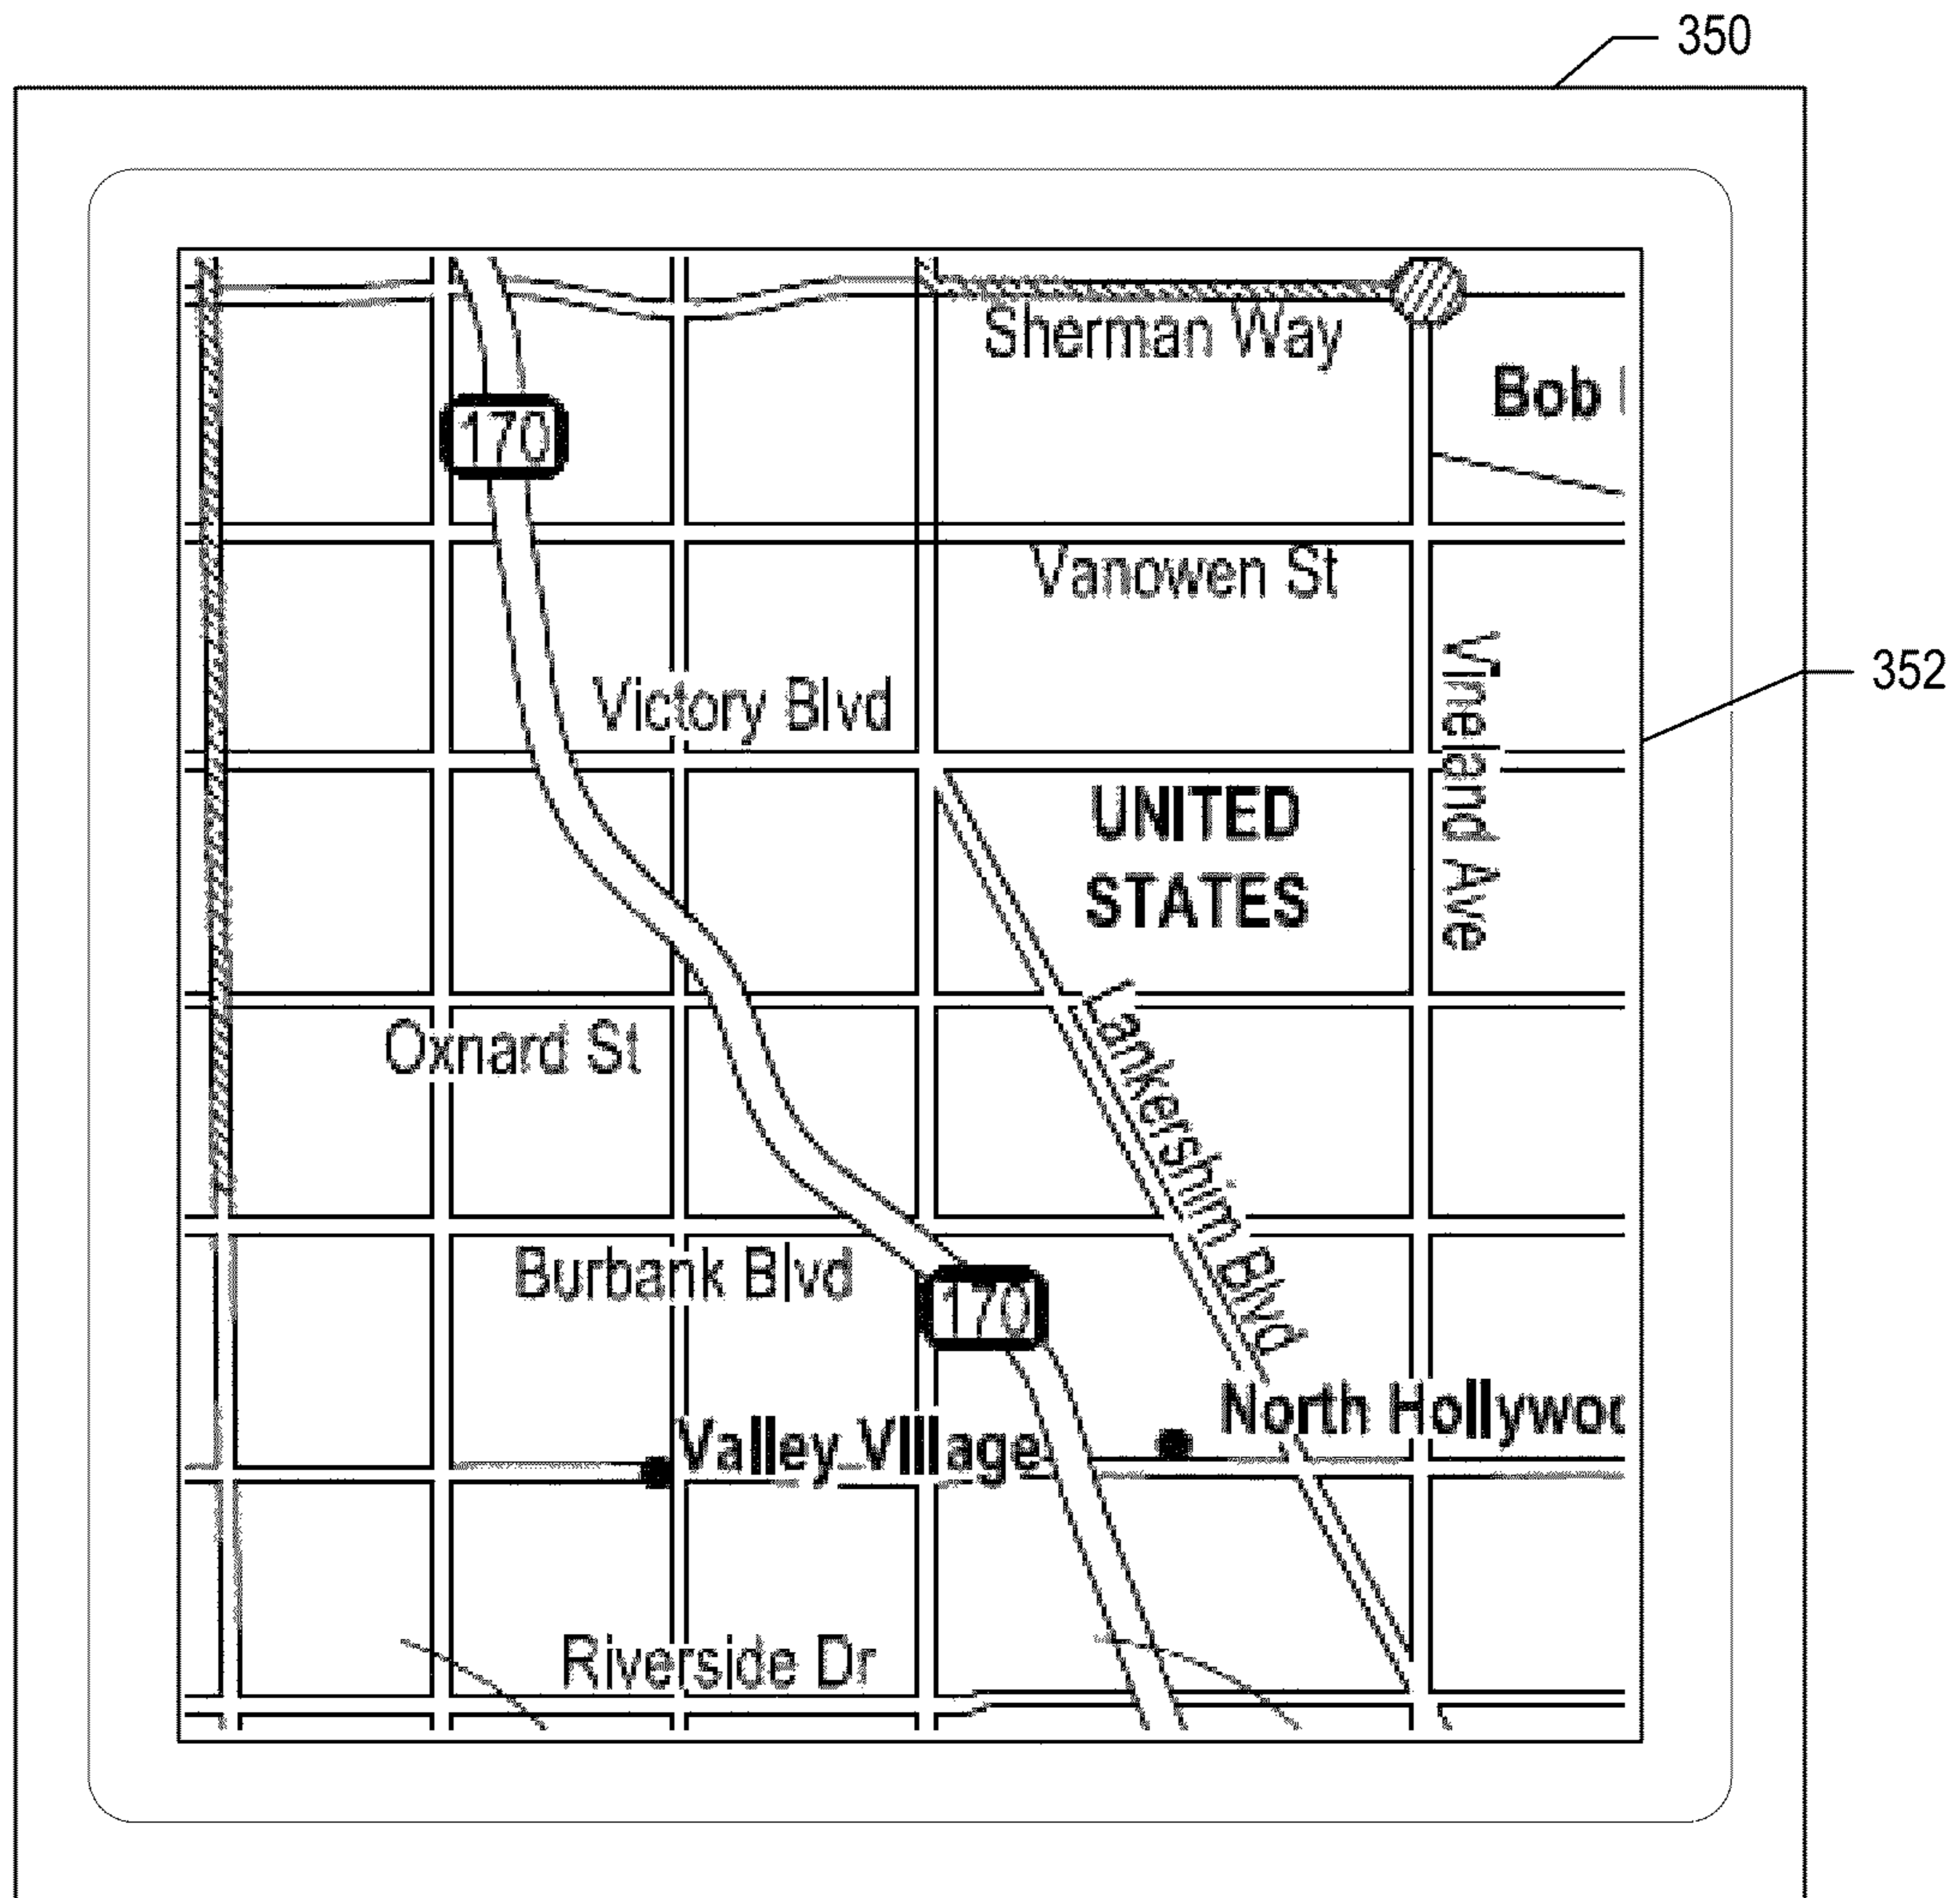 350
Sherman Way
Bob
170
Vanowen St
Vineland Ave
352
Victory Blvd
UNITED
STATES
Lankershim Blvd
Oxnard St
Burbank Blvd
170
North Hollywoo
Valley Village
Riverside Dr